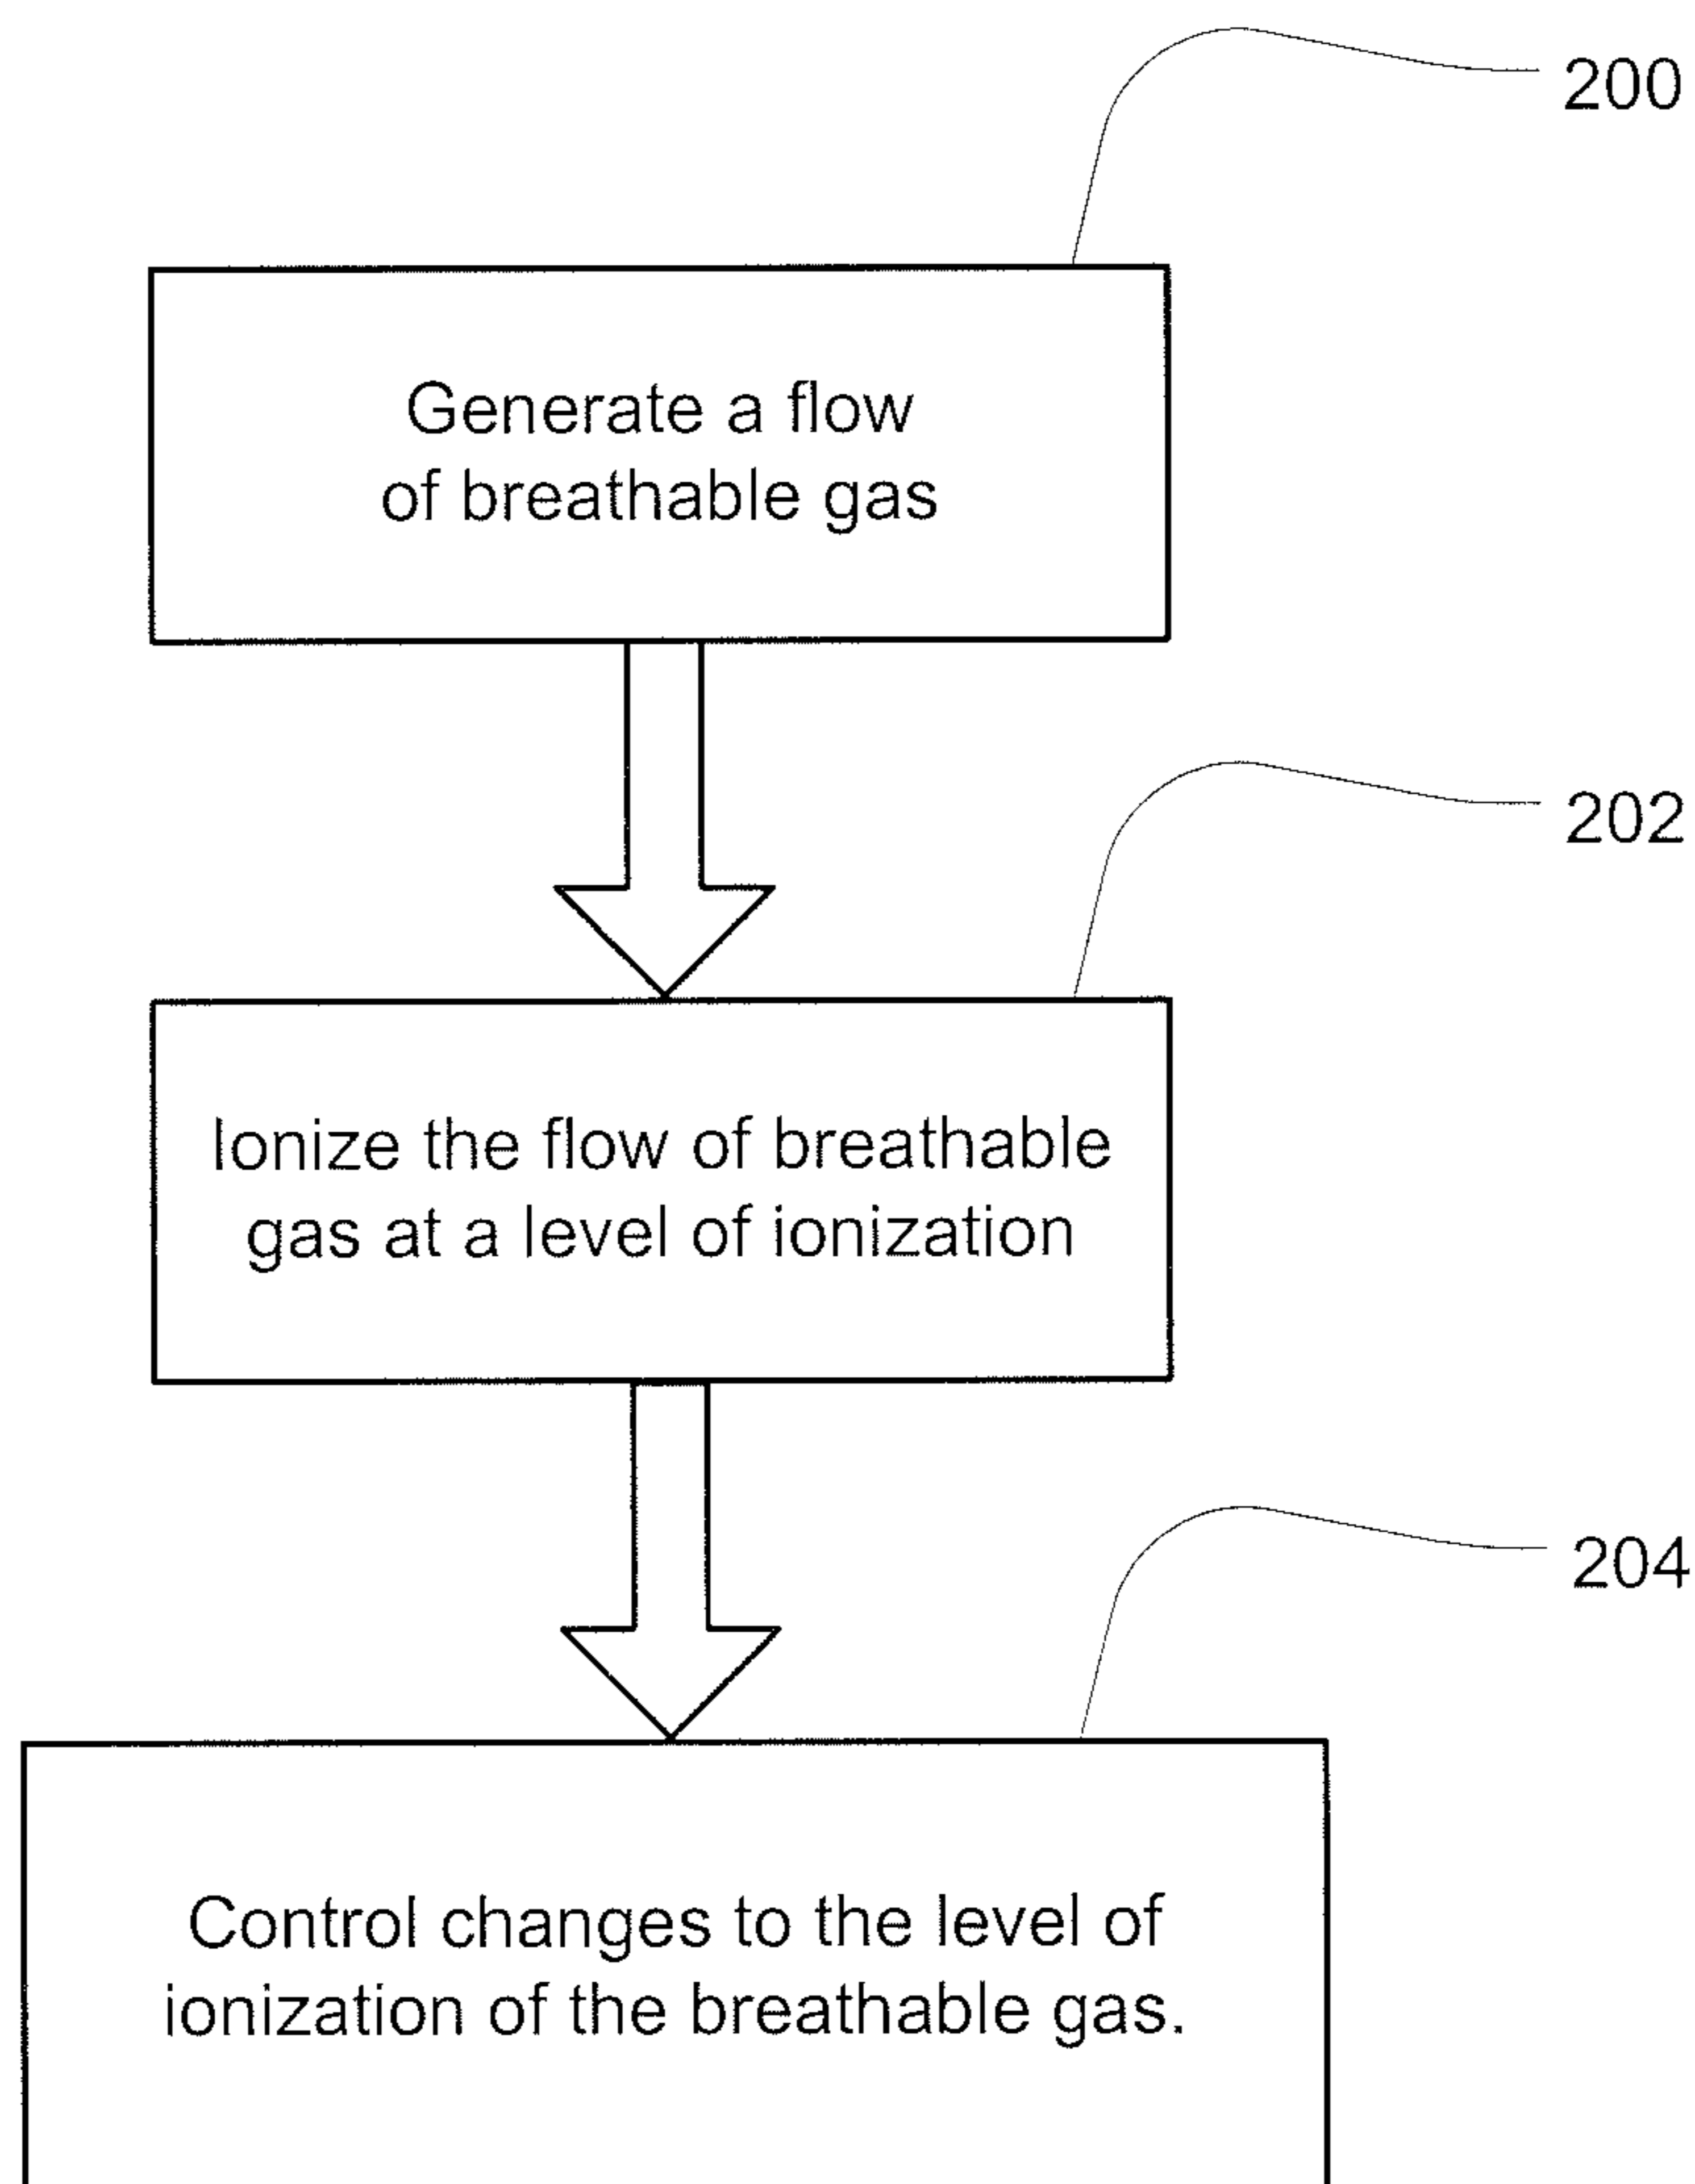 200
Generate a flow
of breathable gas
202
Ionize the flow of breathable
gas at a level of ionization
204
Control changes to the level of
ionization of the breathable gas.